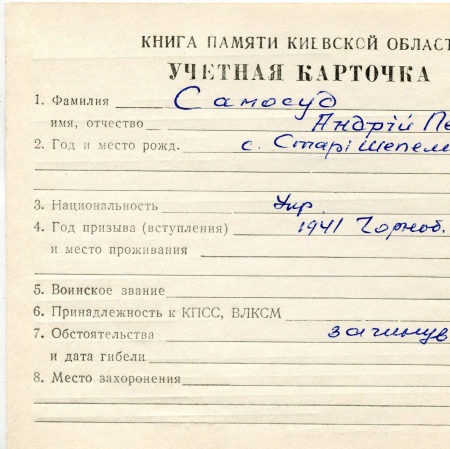 КНИГА ПАМЯТИ КИЕВСКОЙ ОБЛАСТ
УЧЕТНАЯ КАРТОЧКА
1. Фамилия Самосуд
имя, отчество Андрій Пе
2. Год и место рожд. с. Старі Шепели
3. Национальность Укр.
4. Год призыва (вступления) 1941 Чорноб.
и место проживания
5. Воинское звание
6. Принадлежность к КПСС, ВЛКСМ
7. Обстоятельства загинув
и дата гибели
8. Место захоронения